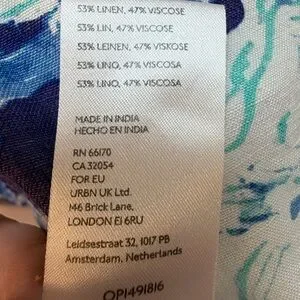 53% LINEN, 47% VISCOSE
53% LIN, 47% VISCOSE
53% LEINEN, 47% VISKOSE
53% LINO, 47% VISCOSA
53% LINO, 47% VISCOSA
MADE IN INDIA
HECHO EN INDIA
RN 66170
CA 32054
FOR EU
URBN UK Ltd.
146 Brick Lane,
LONDON E1 6RU
Leidsestraat 32, 1017 PB
Amsterdam, Netherlands
OP1491816